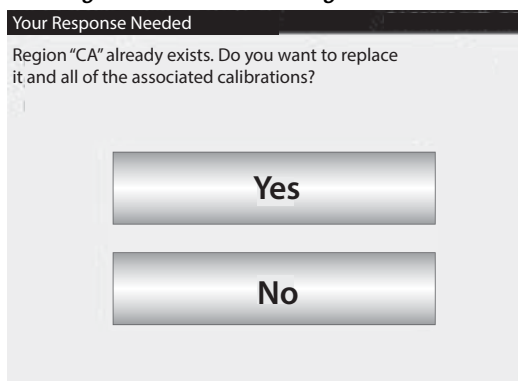 Your Response Needed
Region “CA” already exists. Do you want to replace
it and all of the associated calibrations?
Yes
No